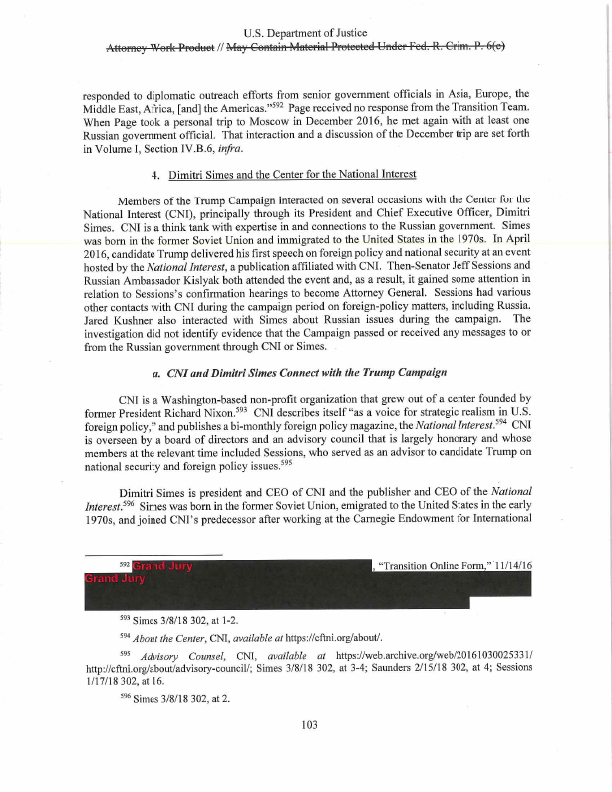 U.S. Department of Justice
Attorney Work Product // May Contain Material Protected Under Fed. R. Crim. P. 6(e)
responded to diplomatic outreach efforts from senior government officials in Asia, Europe, the
Middle East, Africa, [and] the Americas."592 Page received no response from the Transition Team.
When Page took a personal trip to Moscow in December 2016, he met again with at least one
Russian government official. That interaction and a discussion of the December trip are set forth
in Volume I, Section IV.B.6, infra.
4. Dimitri Simes and the Center for the National Interest
Members of the Trump Campaign interacted on several occasions with the Center for the
National Interest (CNI), principally through its President and Chief Executive Officer, Dimitri
Simes. CNI is a think tank with expertise in and connections to the Russian government. Simes
was born in the former Soviet Union and immigrated to the United States in the 1970s. In April
2016, candidate Trump delivered his first speech on foreign policy and national security at an event
hosted by the National Interest, a publication affiliated with CNI. Then-Senator Jeff Sessions and
Russian Ambassador Kislyak both attended the event and, as a result, it gained some attention in
relation to Sessions's confirmation hearings to become Attorney General. Sessions had various
other contacts with CNI during the campaign period on foreign-policy matters, including Russia.
Jared Kushner also interacted with Simes about Russian issues during the campaign. The
investigation did not identify evidence that the Campaign passed or received any messages to or
from the Russian government through CNI or Simes.
a. CNI and Dimitri Simes Connect with the Trump Campaign
CNI is a Washington-based non-profit organization that grew out of a center founded by
former President Richard Nixon.593 CNI describes itself "as a voice for strategic realism in U.S.
foreign policy," and publishes a bi-monthly foreign policy magazine, the National Interest.594 CNI
is overseen by a board of directors and an advisory council that is largely honorary and whose
members at the relevant time included Sessions, who served as an advisor to candidate Trump on
national security and foreign policy issues.595
Dimitri Simes is president and CEO of CNI and the publisher and CEO of the National
Interest.596 Simes was born in the former Soviet Union, emigrated to the United States in the early
1970s, and joined CNI's predecessor after working at the Carnegie Endowment for International
592 Grand Jury , "Transition Online Form," 11/14/16
Grand Jury
593 Simes 3/8/18 302, at 1-2.
594 About the Center, CNI, available at https://cftni.org/about/.
595 Advisory Counsel, CNI, available at https://web.archive.org/web/20161030025331/
http://cftni.org/about/advisory-council/; Simes 3/8/18 302, at 3-4; Saunders 2/15/18 302, at 4; Sessions
1/17/18 302, at 16.
596 Simes 3/8/18 302, at 2.
103